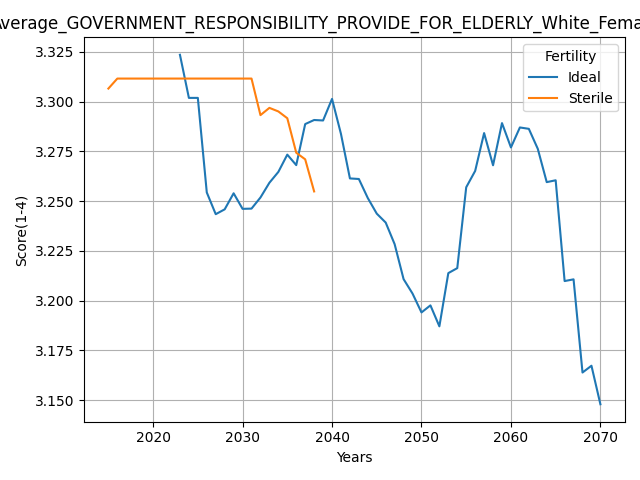 Average_GOVERNMENT_RESPONSIBILITY_PROVIDE_FOR_ELDERLY_White_Fema
Fertility
Ideal
Sterile
Score(1-4)
3.325
3.300
3.275
3.250
3.225
3.200
3.175
3.150
2020 2030 2040 2050 2060 2070
Years